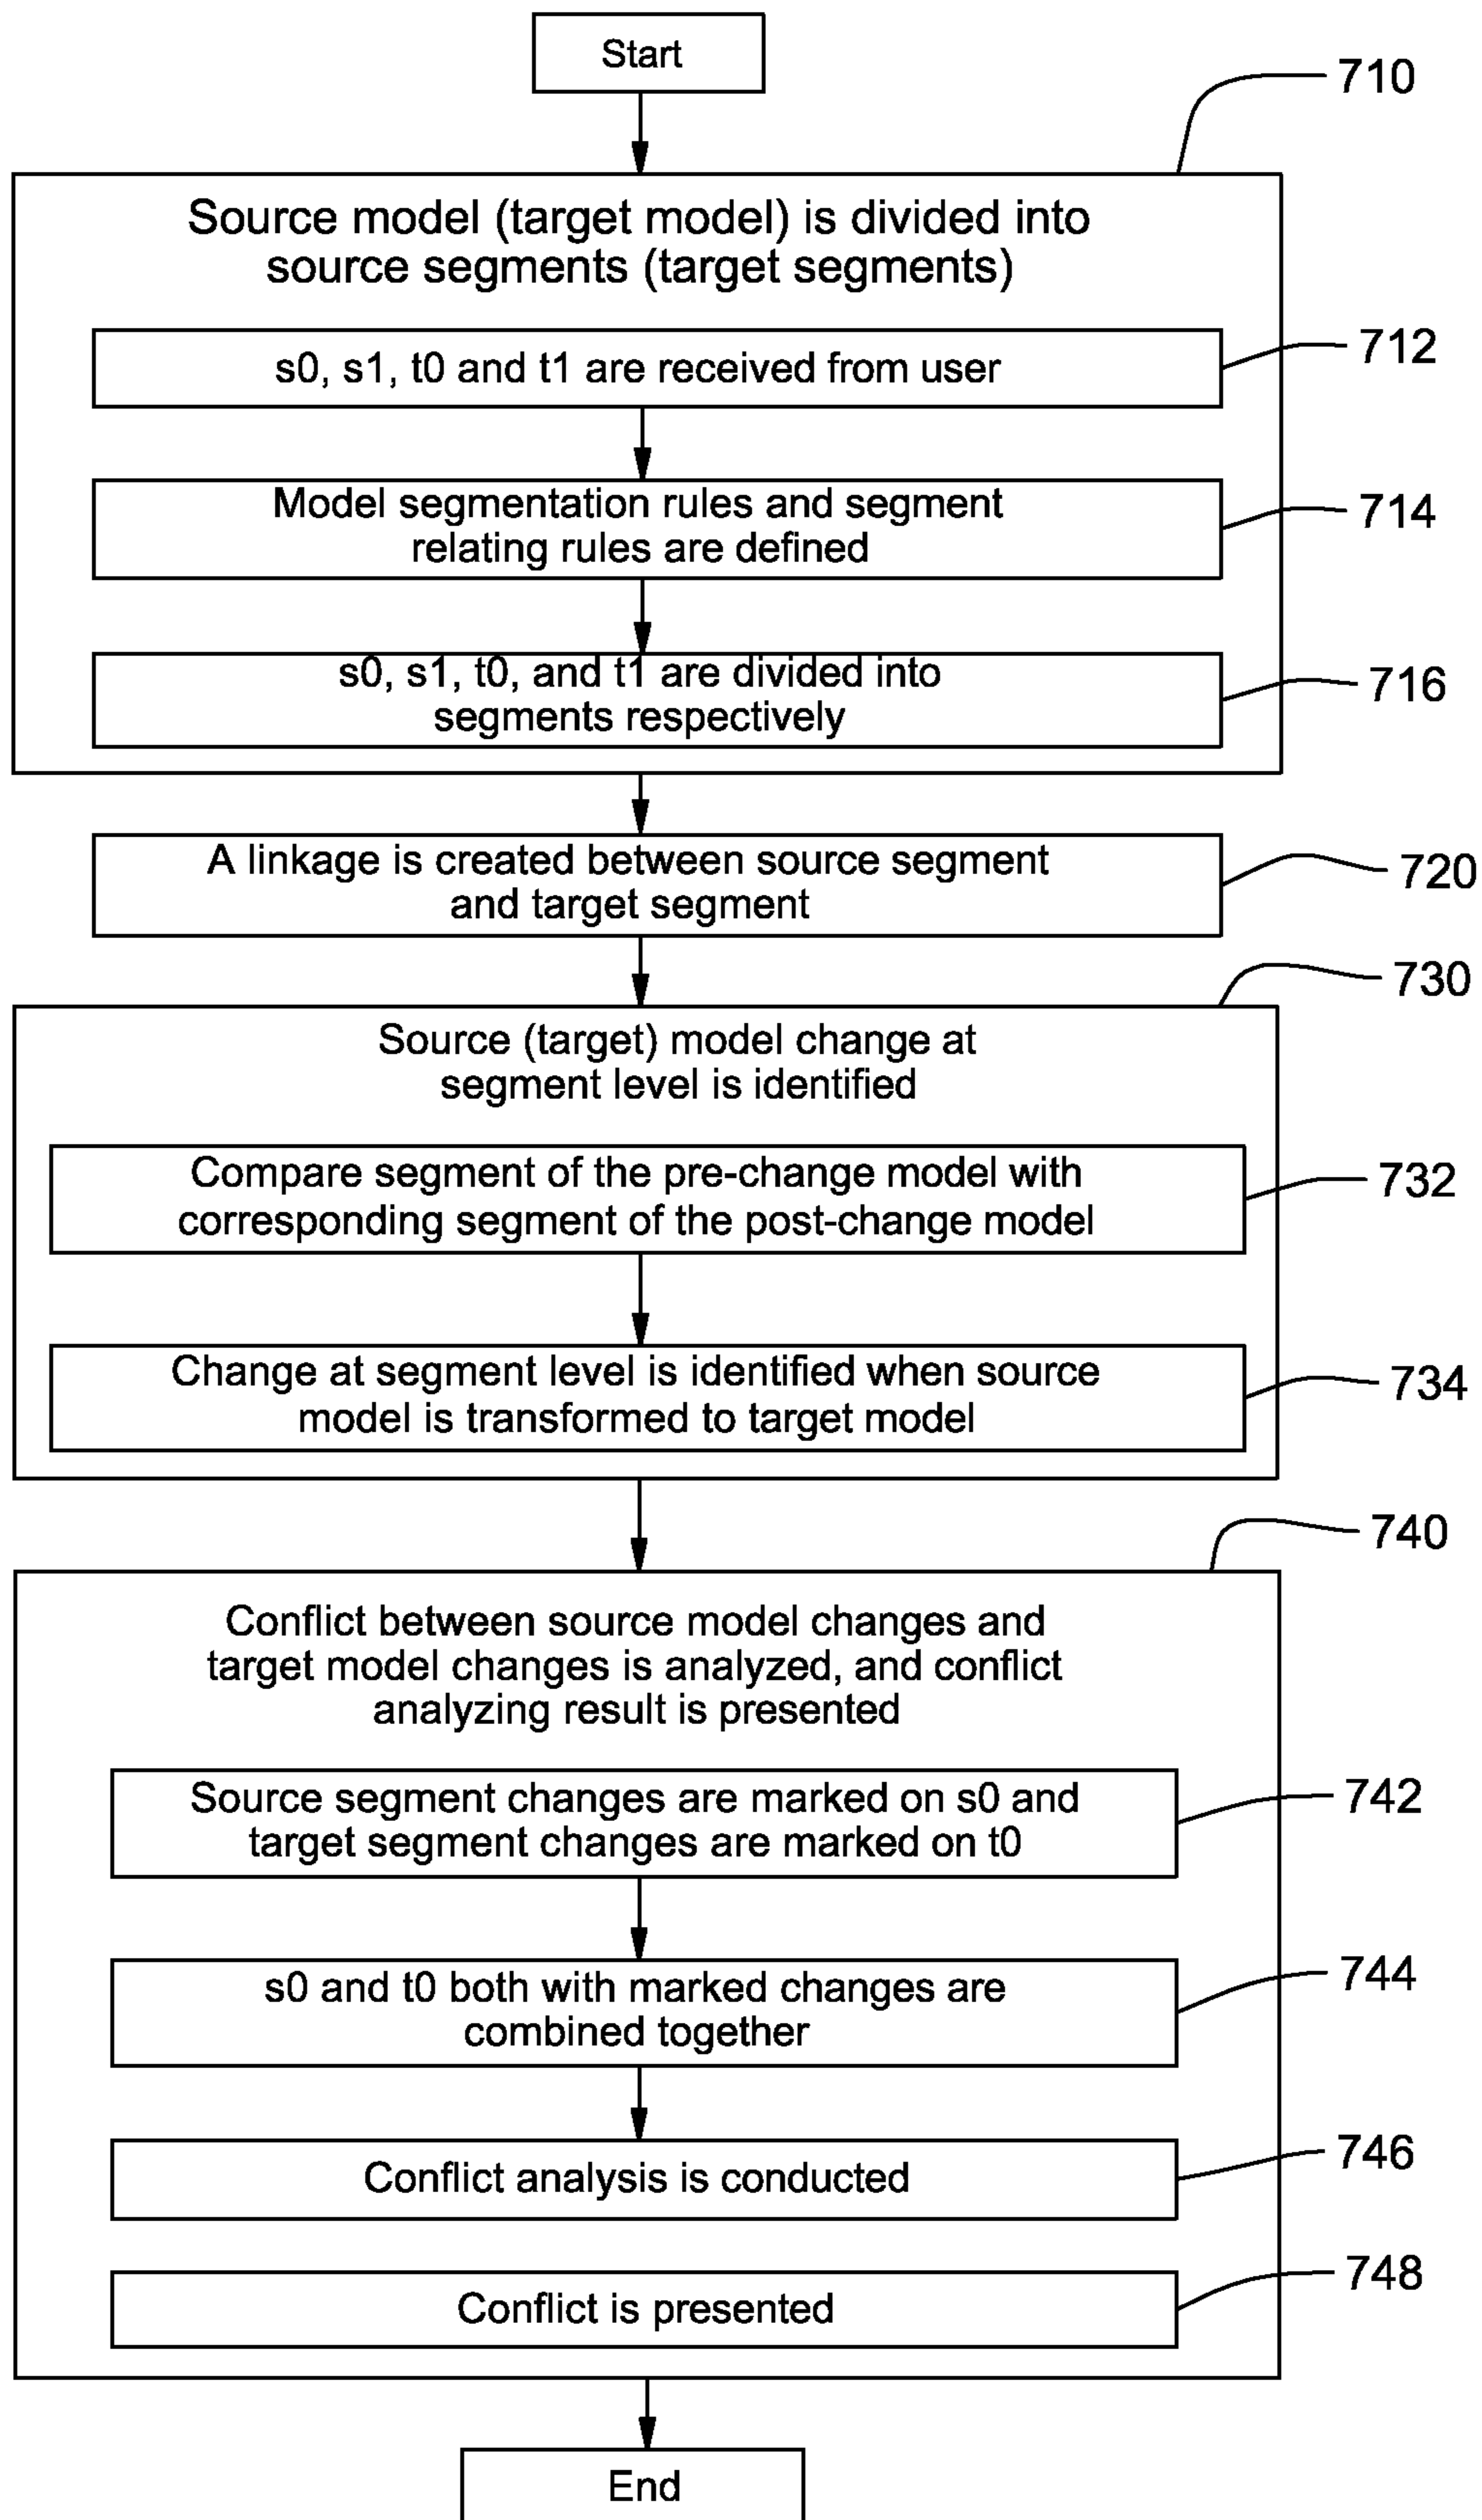 Start
710
Source model (target model) is divided into
source segments (target segments)
s0, s1, t0 and t1 are received from user
712
Model segmentation rules and segment
relating rules are defined
714
s0, s1, t0, and t1 are divided into
segments respectively
716
A linkage is created between source segment
and target segment
720
730
Source (target) model change at
segment level is identified
Compare segment of the pre-change model with
corresponding segment of the post-change model
732
Change at segment level is identified when source
model is transformed to target model
734
740
Conflict between source model changes and
target model changes is analyzed, and conflict
analyzing result is presented
Source segment changes are marked on s0 and
target segment changes are marked on t0
742
s0 and t0 both with marked changes are
combined together
744
Conflict analysis is conducted
746
Conflict is presented
748
End